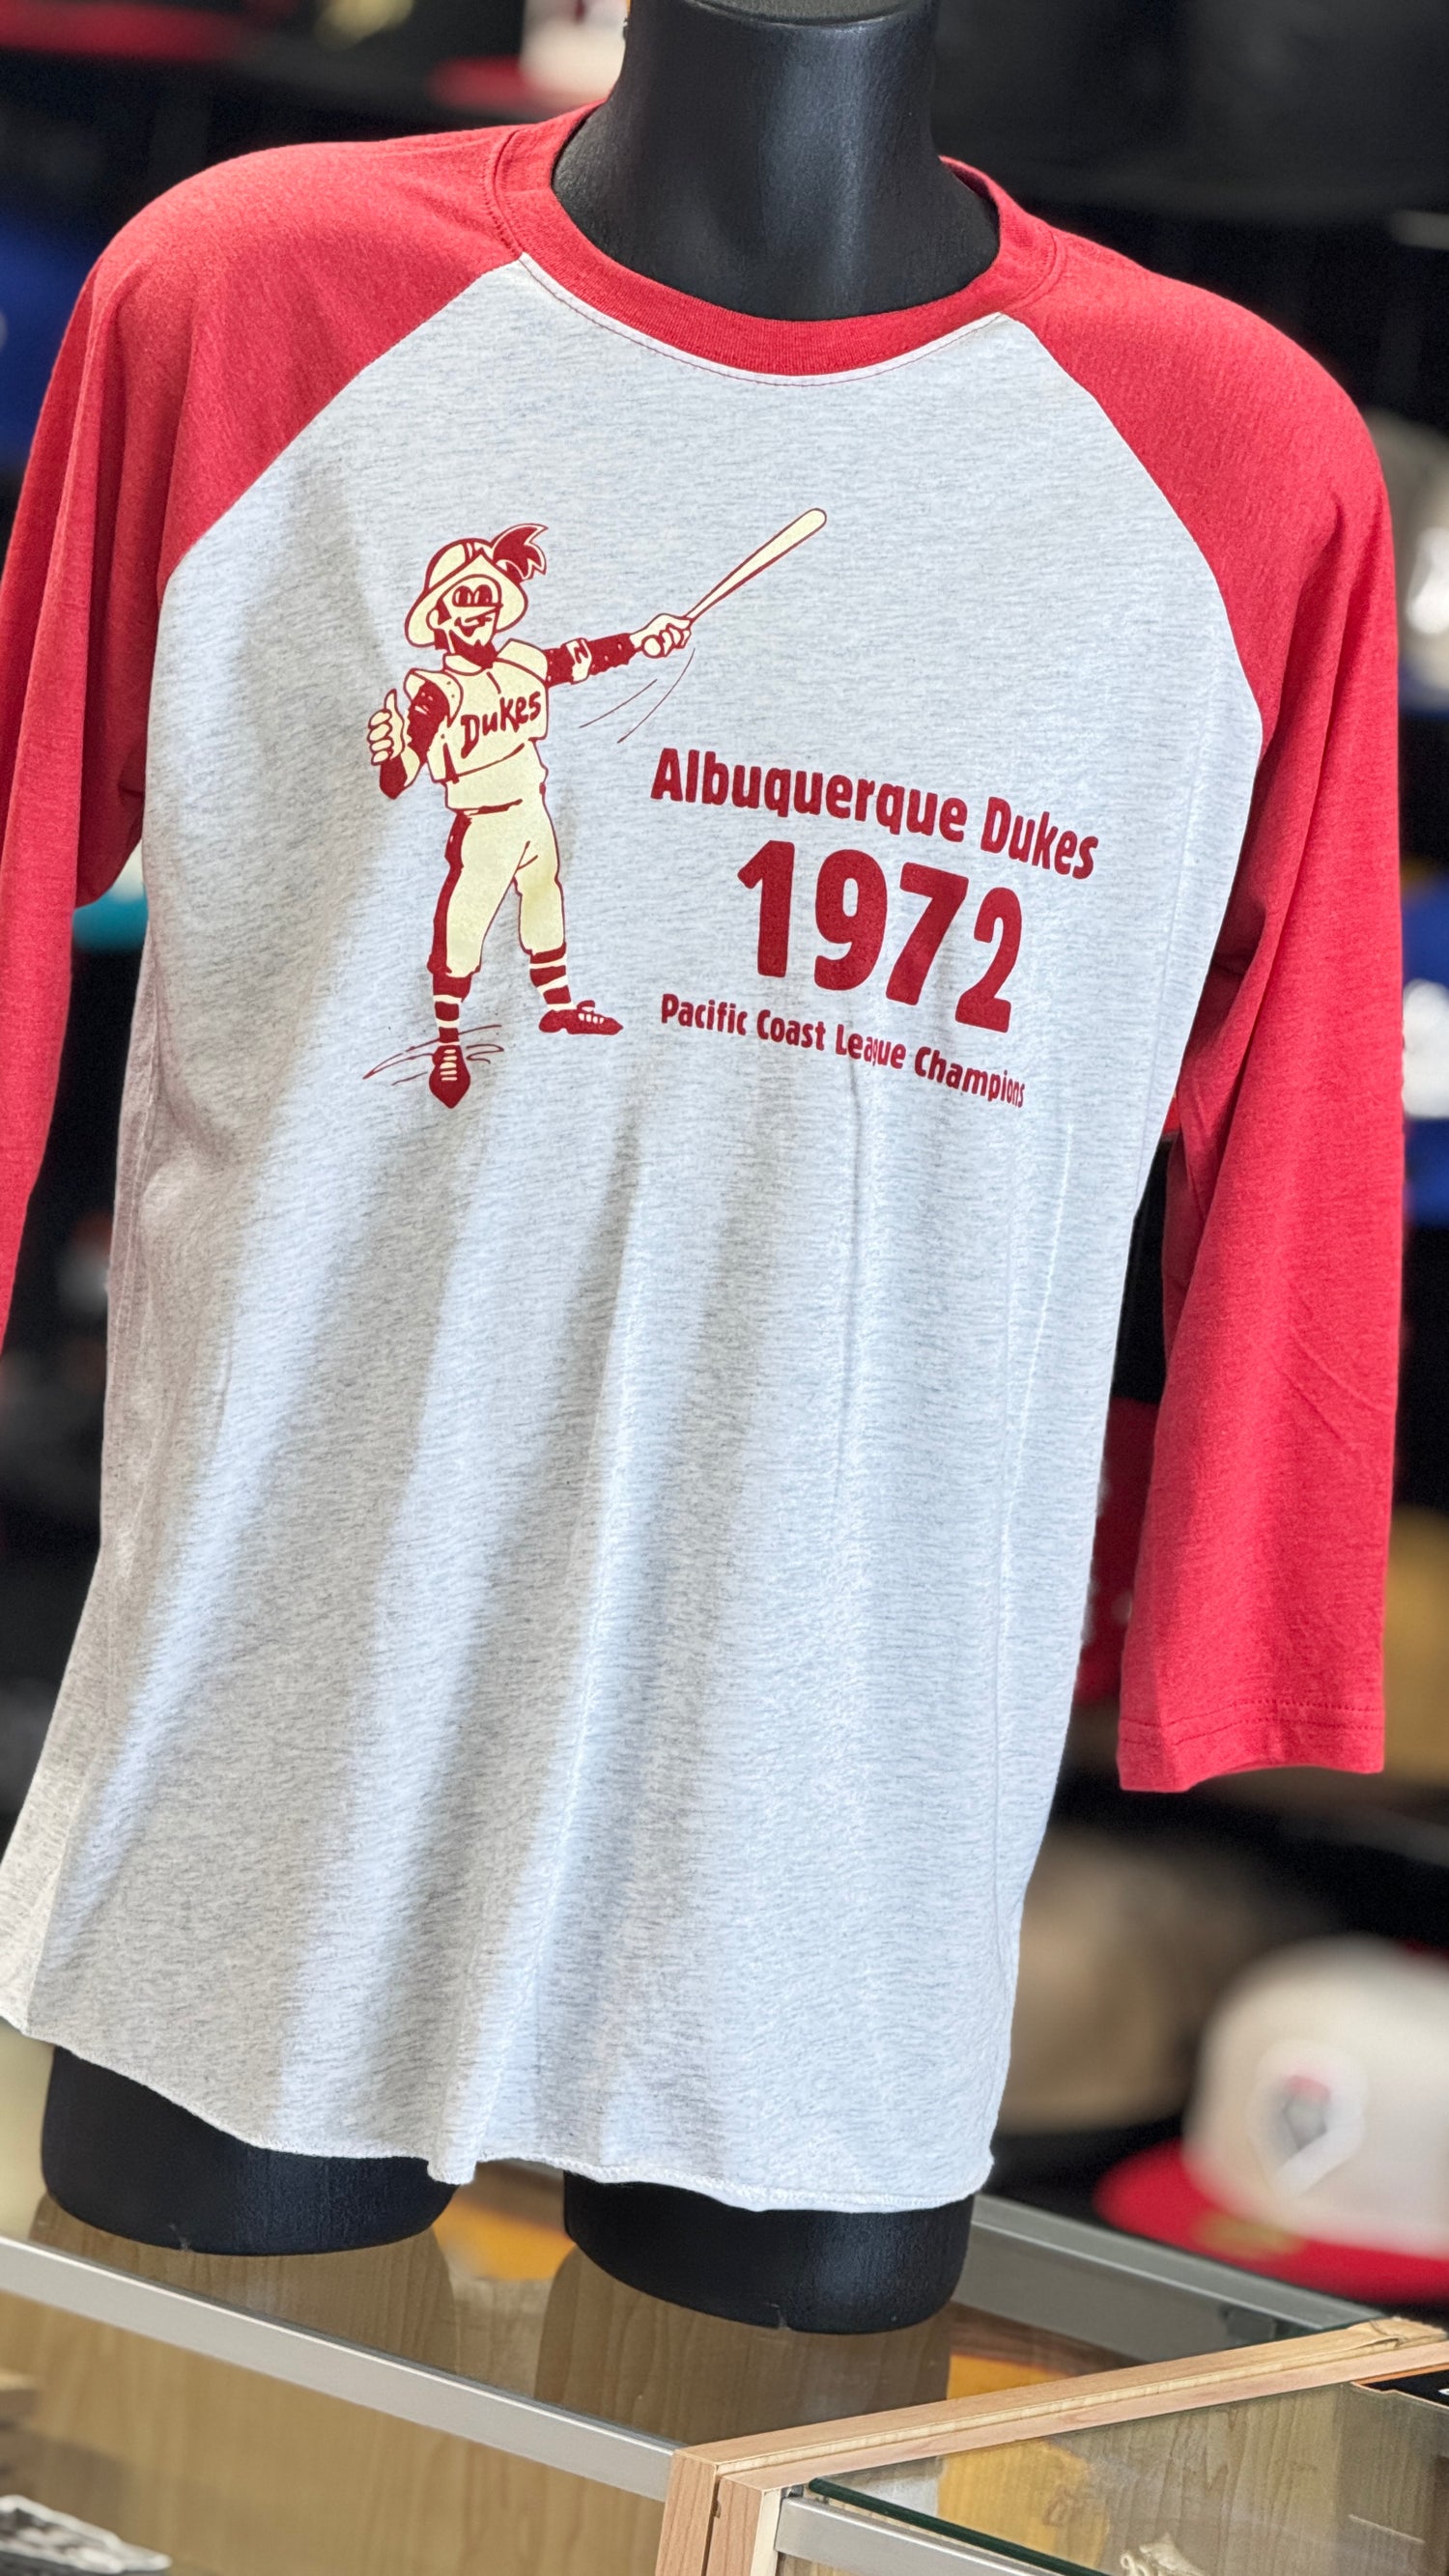 Dukes
Albuquerque Dukes
1972
Pacific Coast League Champions